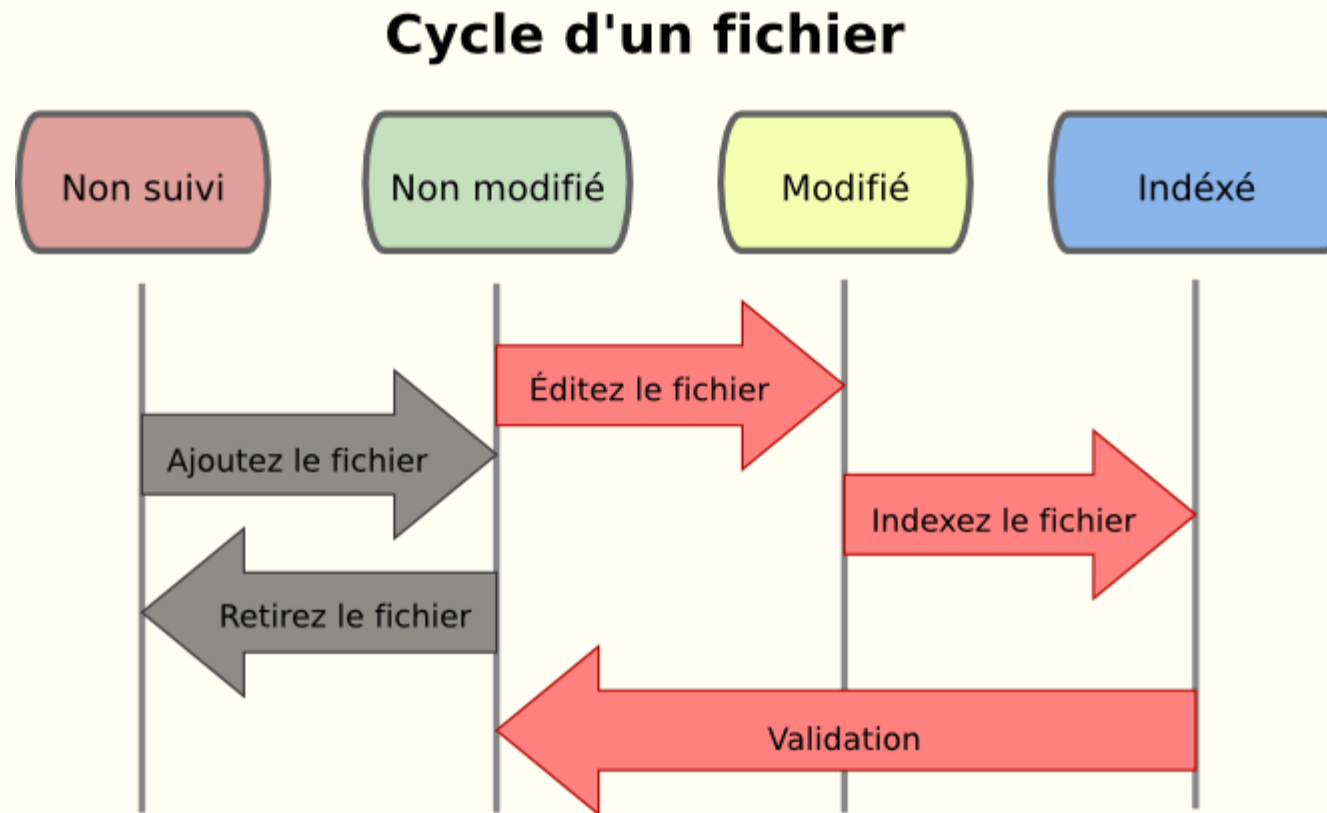 Cycle d'un fichier
Non suivi
Non modifié
Modifié
Indéxé
Éditez le fichier
Ajoutez le fichier
Indexez le fichier
Retirez le fichier
Validation